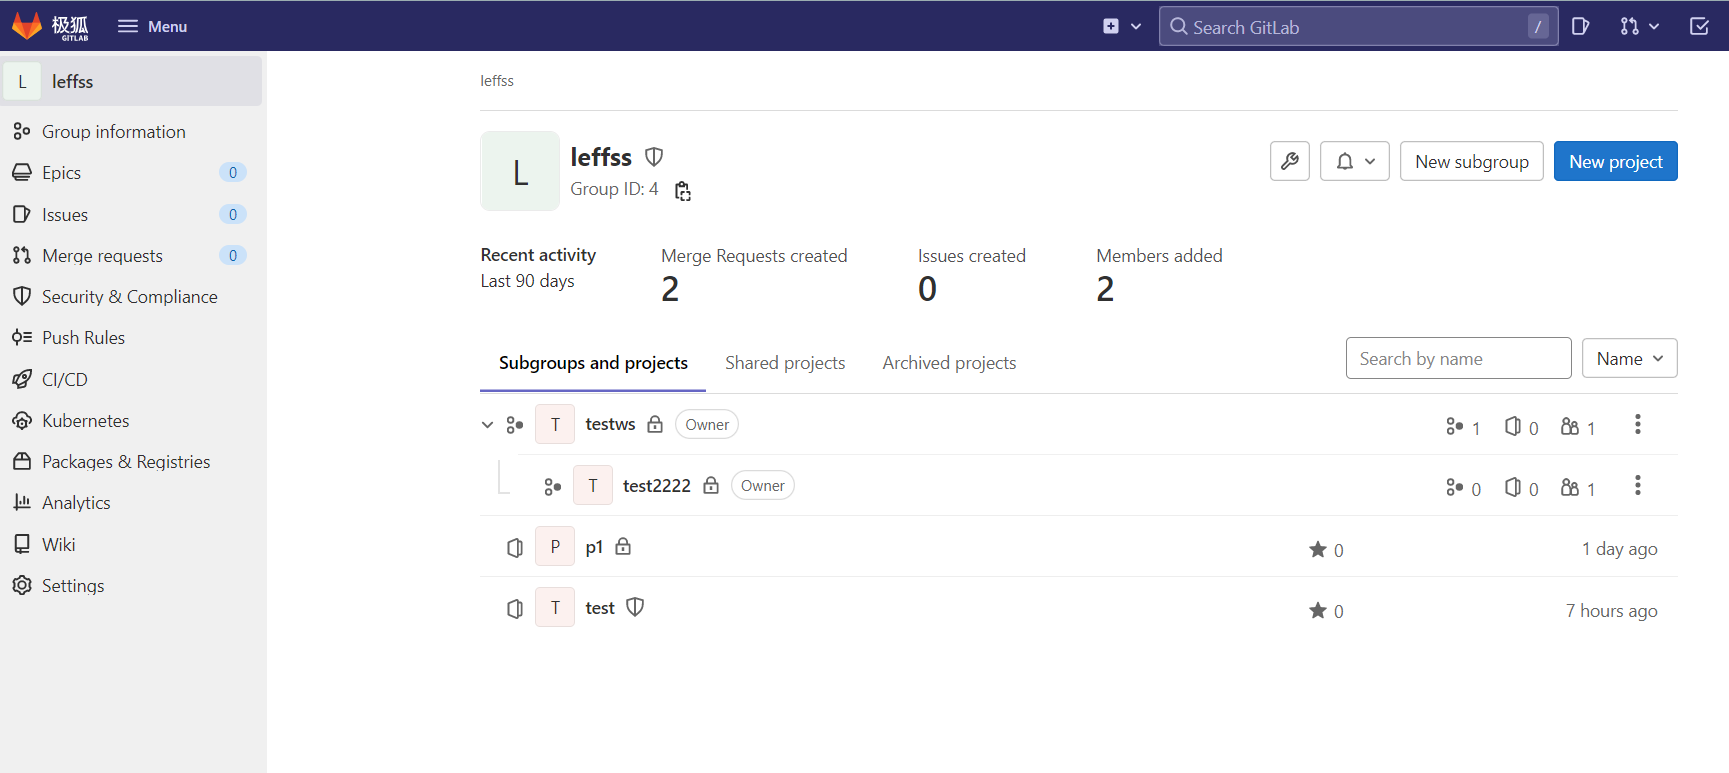 极狐 GITLAB Menu Search GitLab /
L leffss
Group information
Epics 0
Issues 0
Merge requests 0
Security & Compliance
Push Rules
CI/CD
Kubernetes
Packages & Registries
Analytics
Wiki
Settings
leffss
L
leffss
Group ID: 4
New subgroup
New project
Recent activity
Last 90 days
Merge Requests created
2
Issues created
0
Members added
2
Subgroups and projects Shared projects Archived projects Search by name Name
T testws Owner 1 0 1
T test2222 Owner 0 0 1
P p1 0 1 day ago
T test 0 7 hours ago